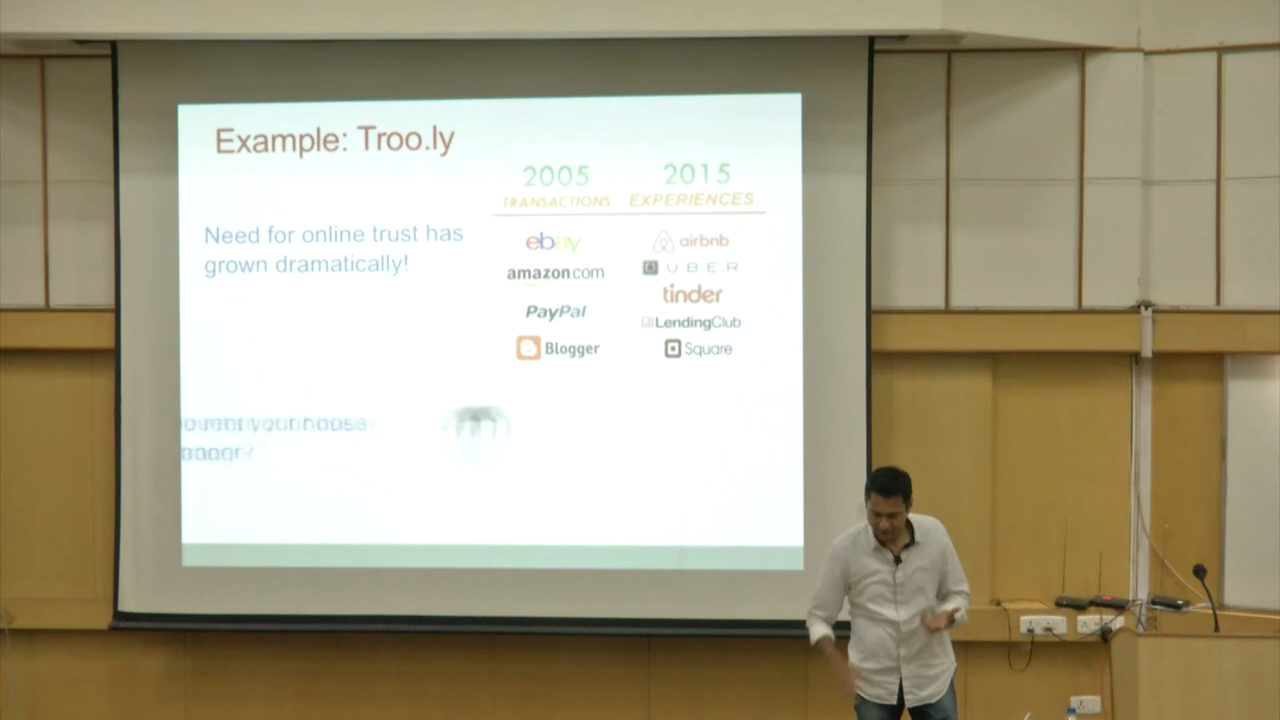 Example: Troo.ly
2005
2015
TRANSACTIONS
EXPERIENCES
Need for online trust has
grown dramatically!
ebay
airbnb
amazon.com
UBER
tinder
PayPal
LendingClub
Blogger
Square